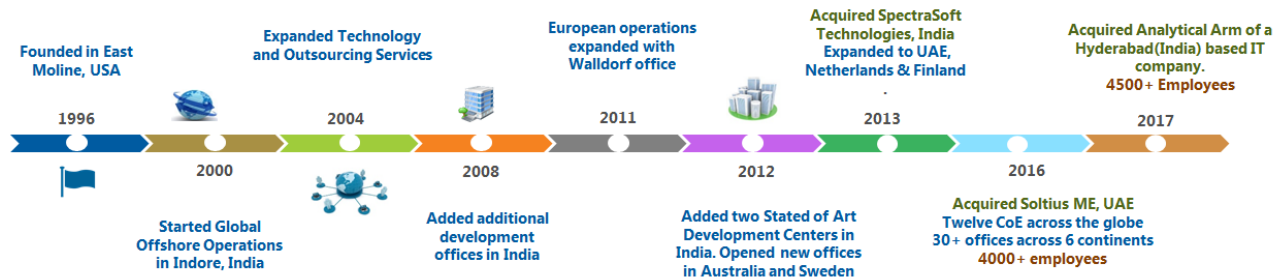 Founded in East
Moline, USA
1996
2000
Started Global
Offshore Operations
in Indore, India
Expanded Technology
and Outsourcing Services
2004
2008
Added additional
development
offices in India
European operations
expanded with
Walldorf office
2011
2012
Added two Stated of Art
Development Centers in
India. Opened new offices
in Australia and Sweden
Acquired SpectraSoft
Technologies, India
Expanded to UAE,
Netherlands & Finland
.
2013
2016
Acquired Soltius ME, UAE
Twelve CoE across the globe
30+ offices across 6 continents
4000+ employees
Acquired Analytical Arm of a
Hyderabad(India) based IT
company.
4500+ Employees
2017